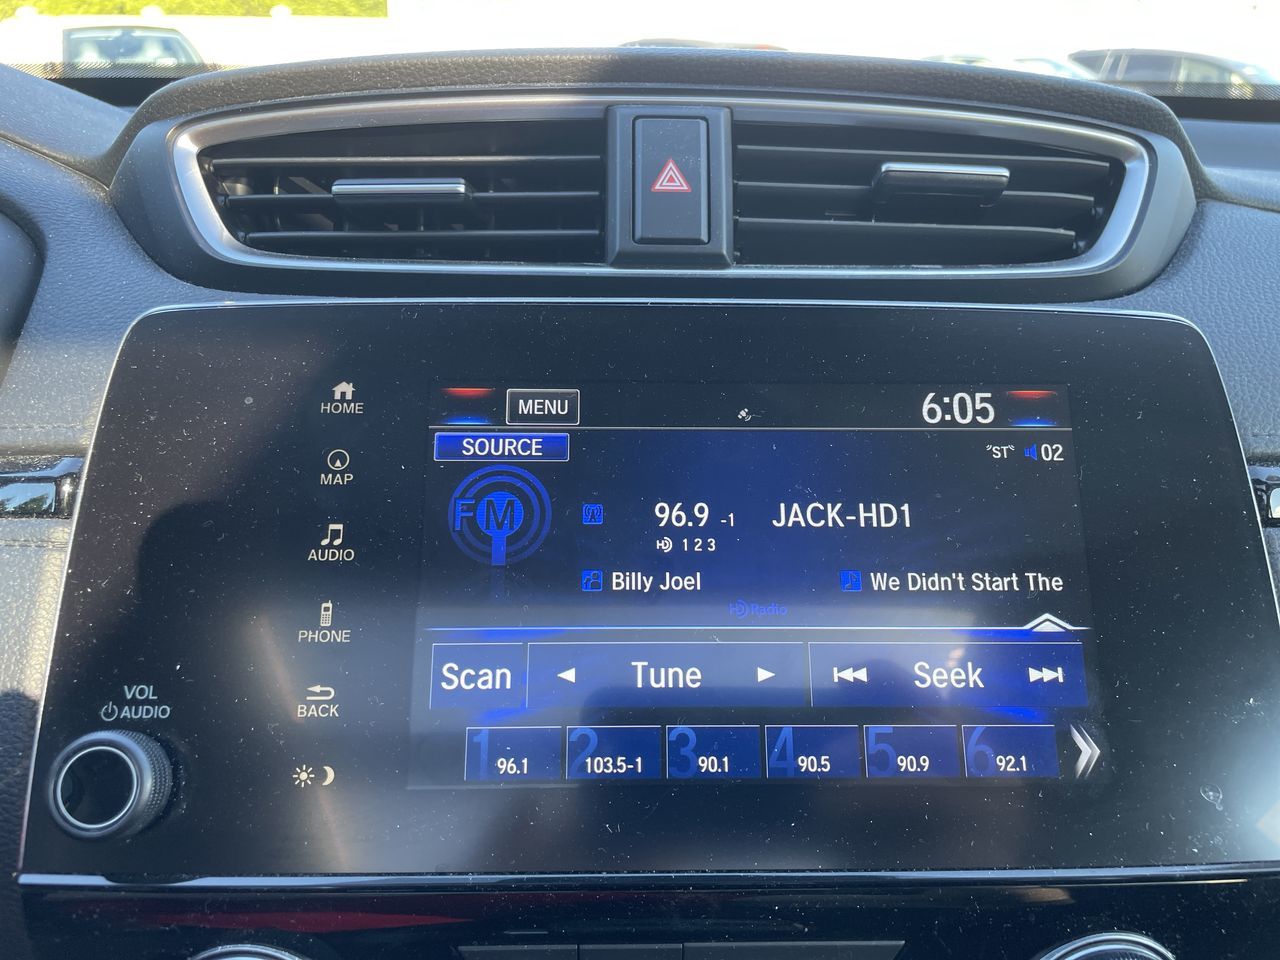 MENU
6:05
SOURCE
"ST" 02
FM
96.9 -1 JACK-HD1
HD 1 2 3
Billy Joel We Didn't Start The
HD Radio
Scan Tune Seek
1 96.1
2 103.5-1
3 90.1
4 90.5
5 90.9
6 92.1
HOME
MAP
AUDIO
PHONE
BACK
VOL
AUDIO